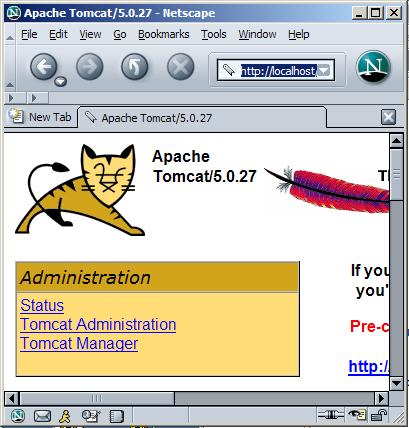 Apache Tomcat/5.0.27 - Netscape
File Edit View Go Bookmarks Tools Window Help
http://localhost
New Tab Apache Tomcat/5.0.27
Apache
Tomcat/5.0.27
Administration
Status
Tomcat Administration
Tomcat Manager
If you
you'
Pre-c
http:/